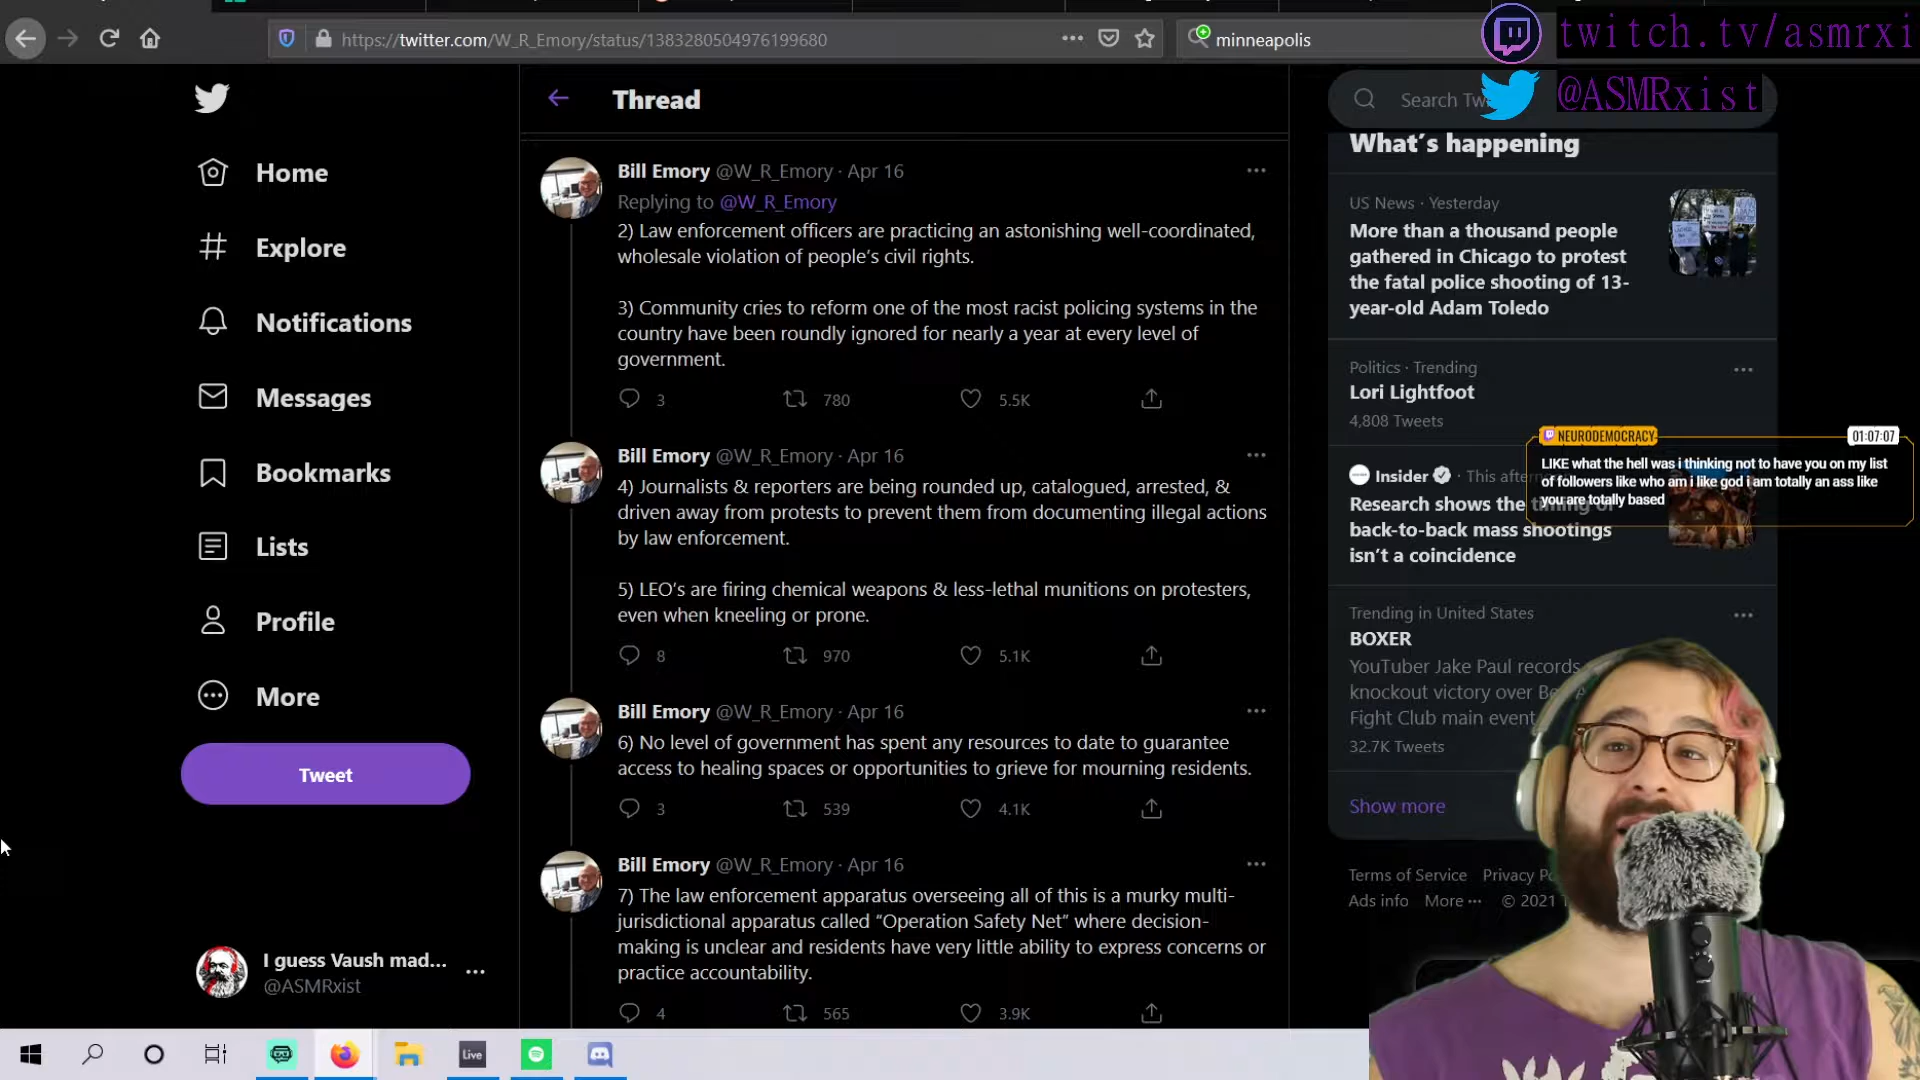 https://twitter.com/W_R_Emory/status/1383280504976199680
minneapolis
twitch.tv/asmrxi
@ASMRxist
Home
Explore
Notifications
Messages
Bookmarks
Lists
Profile
More
Tweet
I guess Vaush mad...
@ASMRxist
Thread
Bill Emory @W_R_Emory · Apr 16
Replying to @W_R_Emory
2) Law enforcement officers are practicing an astonishing well-coordinated,
wholesale violation of people's civil rights.
3) Community cries to reform one of the most racist policing systems in the
country have been roundly ignored for nearly a year at every level of
government.
3 780 5.5K
Bill Emory @W_R_Emory · Apr 16
4) Journalists & reporters are being rounded up, catalogued, arrested, &
driven away from protests to prevent them from documenting illegal actions
by law enforcement.
5) LEO's are firing chemical weapons & less-lethal munitions on protesters,
even when kneeling or prone.
8 970 5.1K
Bill Emory @W_R_Emory · Apr 16
6) No level of government has spent any resources to date to guarantee
access to healing spaces or opportunities to grieve for mourning residents.
3 539 4.1K
Bill Emory @W_R_Emory · Apr 16
7) The law enforcement apparatus overseeing all of this is a murky multi-
jurisdictional apparatus called “Operation Safety Net” where decision-
making is unclear and residents have very little ability to express concerns or
practice accountability.
4 565 3.9K
Search
What's happening
US News · Yesterday
More than a thousand people
gathered in Chicago to protest
the fatal police shooting of 13-
year-old Adam Toledo
Politics · Trending
Lori Lightfoot
4,808 Tweets
NEURODEMOCRACY 01:07:07
LIKE what the hell was i thinking not to have you on my list
of followers like who am i like god i am totally an ass like
you are totally based
Insider · This
Research shows the timing of
back-to-back mass shootings
isn't a coincidence
Trending in United States
BOXER
YouTuber Jake Paul records
knockout victory over
Fight Club main event
32.7K Tweets
Show more
Terms of Service Privacy
Ads info More ··· © 2021
Live